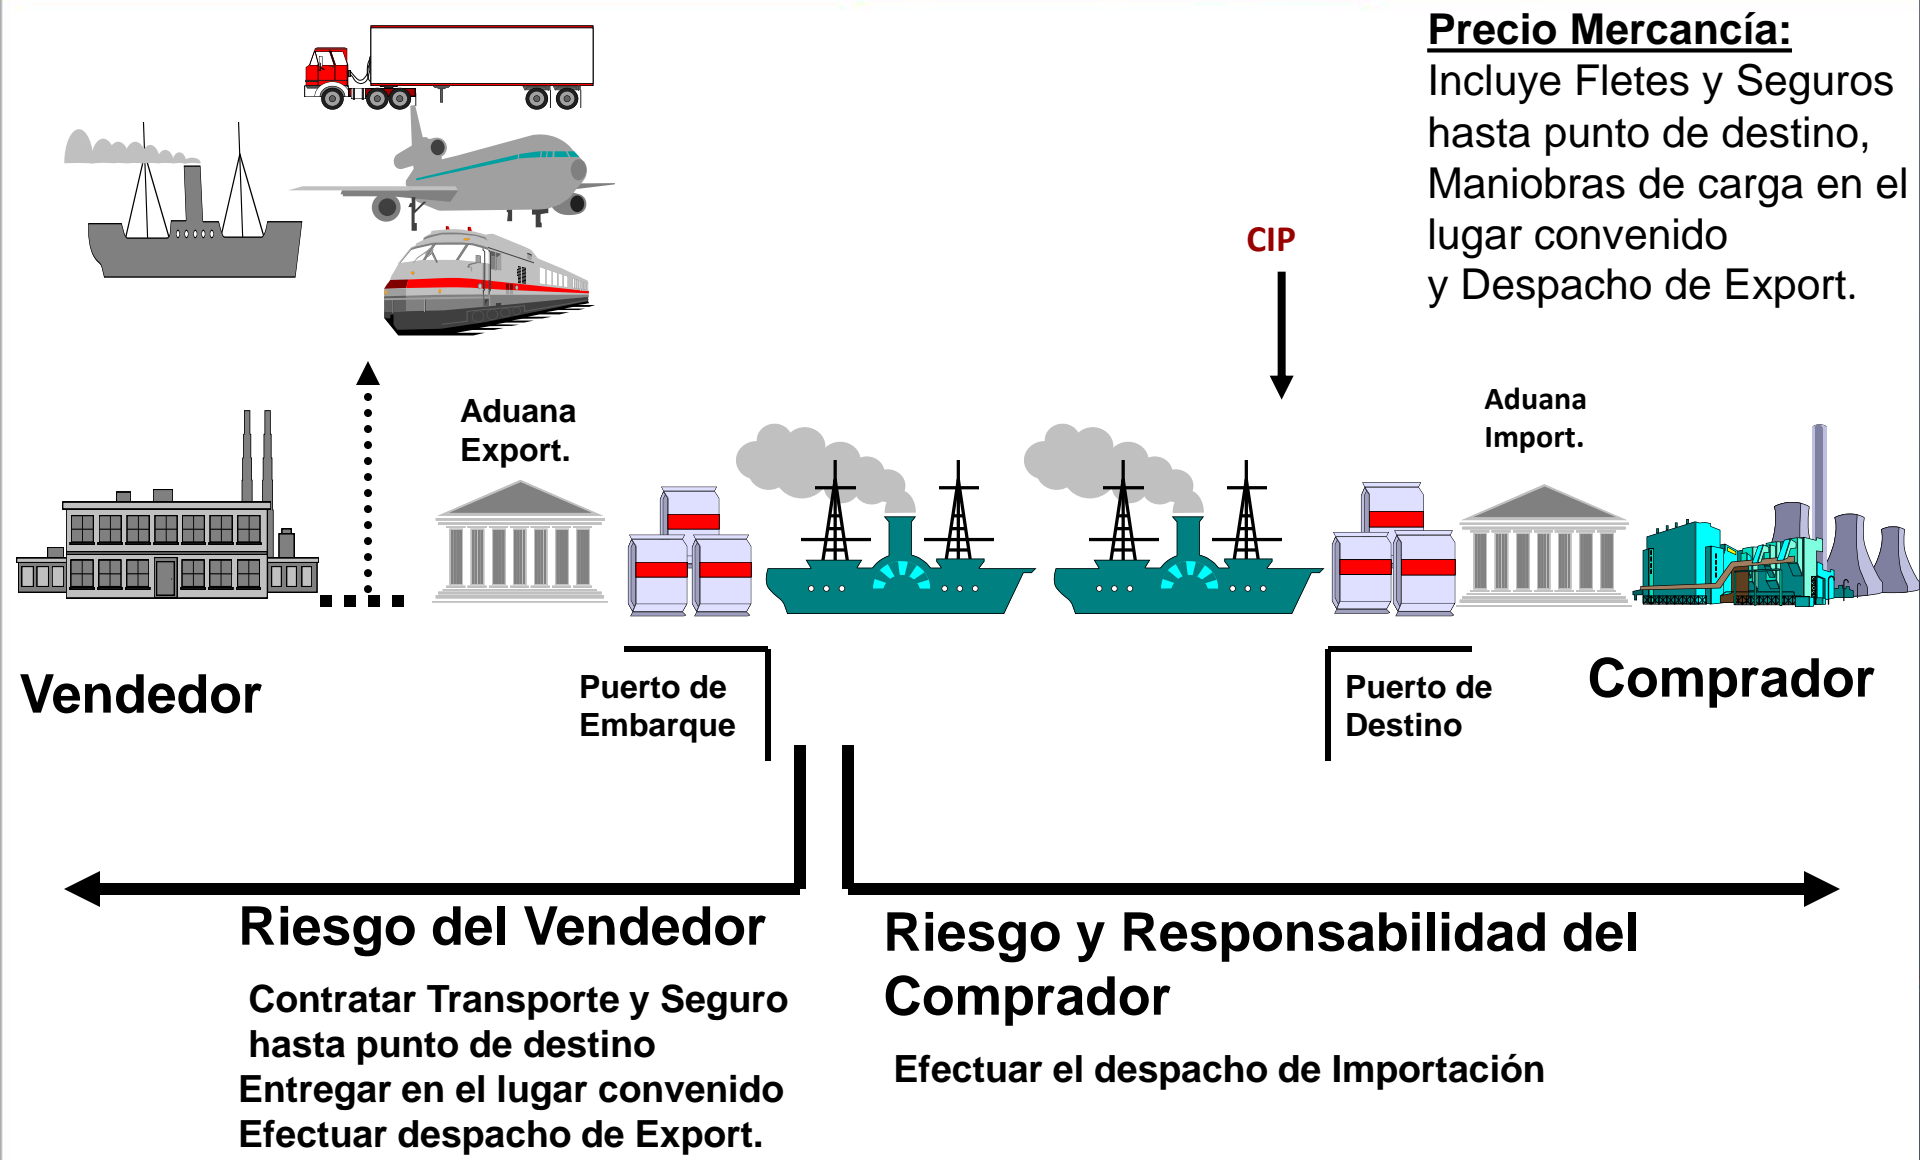 Precio Mercancía:
Incluye Fletes y Seguros
hasta punto de destino,
Maniobras de carga en el
lugar convenido
y Despacho de Export.
CIP
Aduana
Export.
Aduana
Import.
Vendedor
Puerto de
Embarque
Puerto de
Destino
Comprador
Riesgo del Vendedor
Contratar Transporte y Seguro
hasta punto de destino
Entregar en el lugar convenido
Efectuar despacho de Export.
Riesgo y Responsabilidad del
Comprador
Efectuar el despacho de Importación